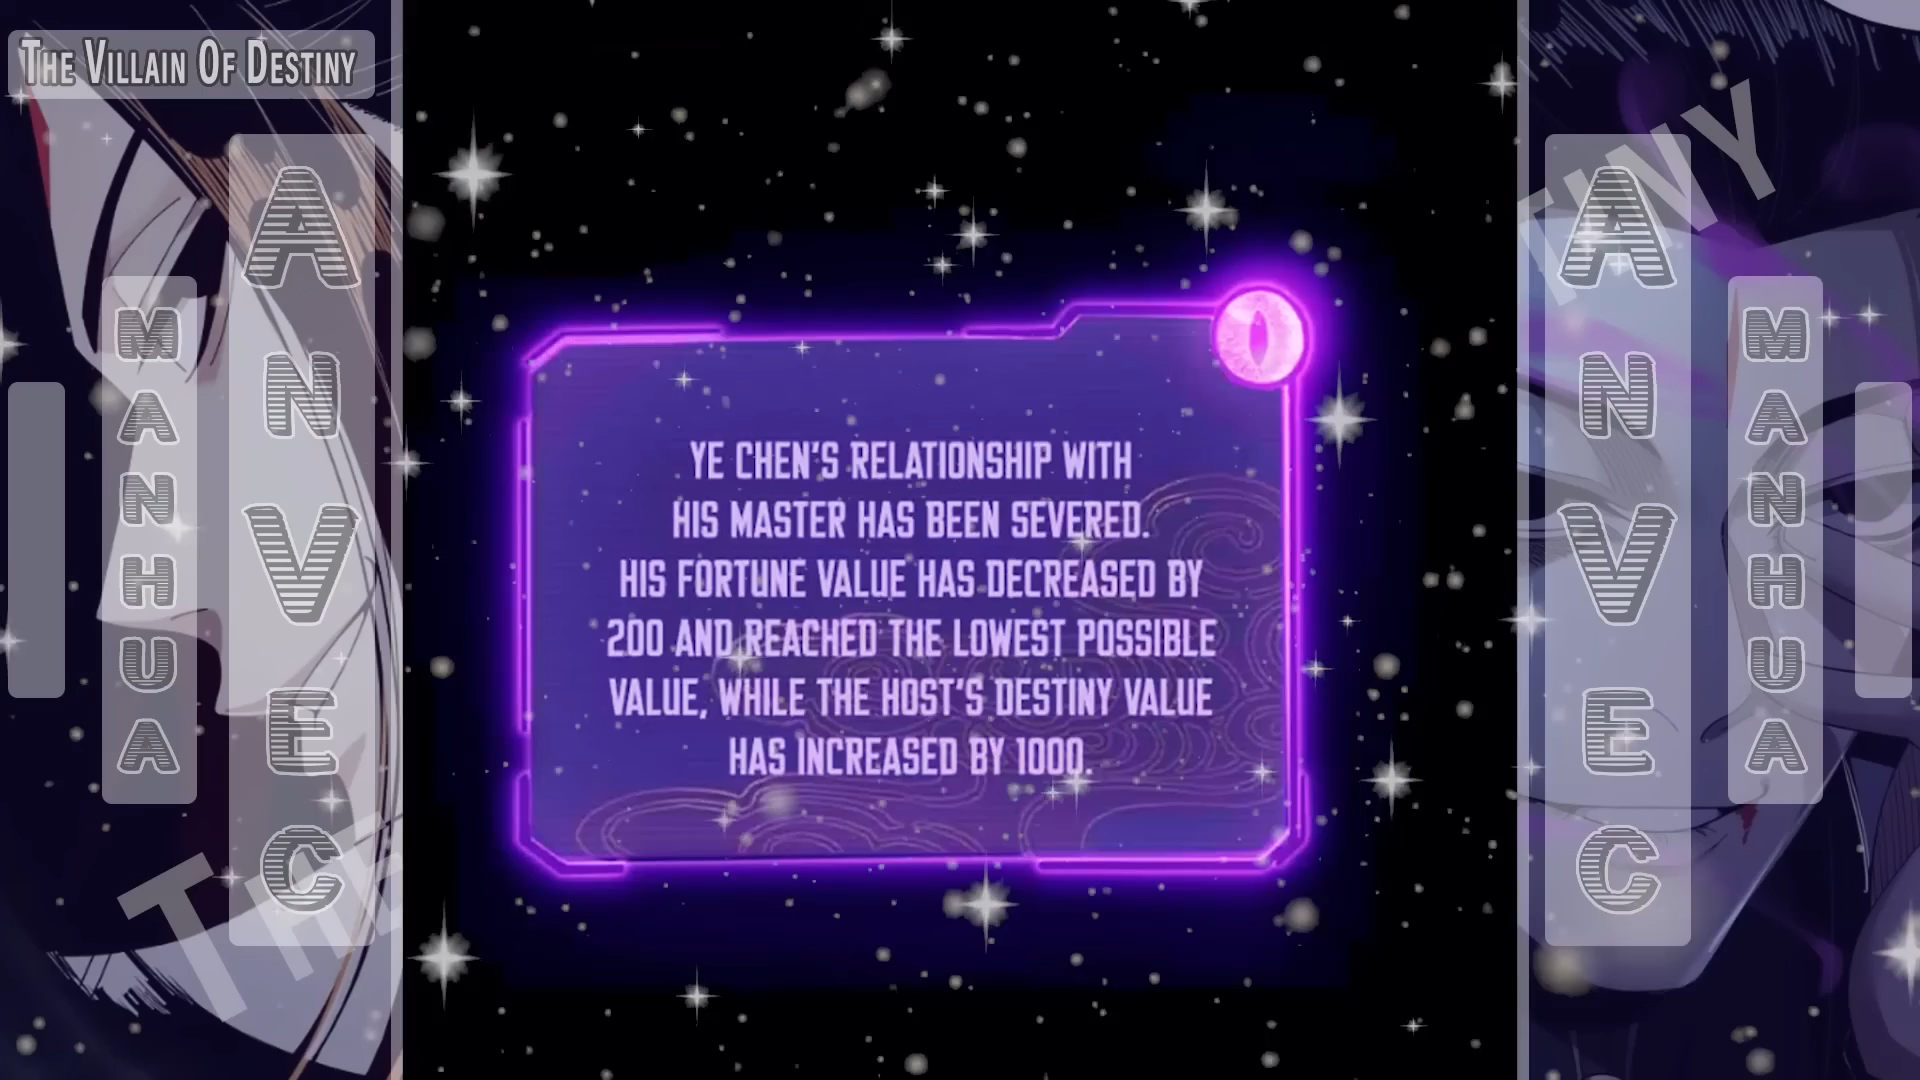 The Villain Of Destiny
YE CHEN'S RELATIONSHIP WITH
HIS MASTER HAS BEEN SEVERED.
HIS FORTUNE VALUE HAS DECREASED BY
200 AND REACHED THE LOWEST POSSIBLE
VALUE, WHILE THE HOST'S DESTINY VALUE
HAS INCREASED BY 1000.
MANHUA
ANVEC
ANVEC
MANHUA
THE
TINY